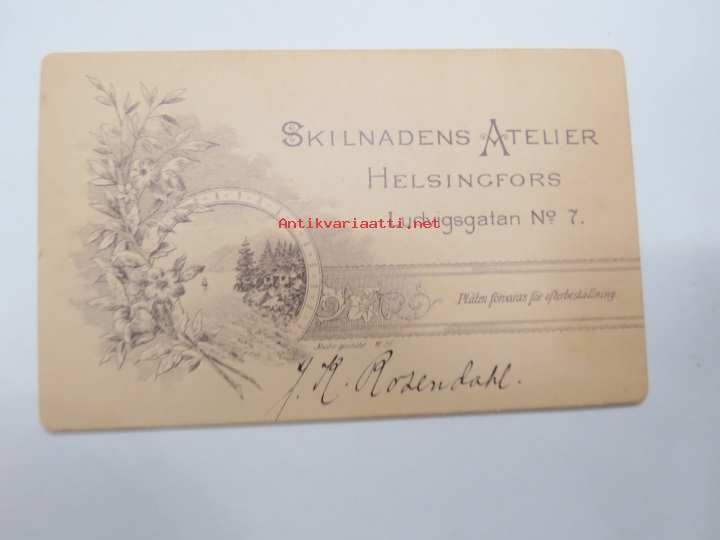 SKILNADENS ATELIER
HELSINGFORS
Antikvariaatti.net
Ludvigsgatan No 7.
Plåten förvaras för efterbeställning
J. K. Rosendahl.